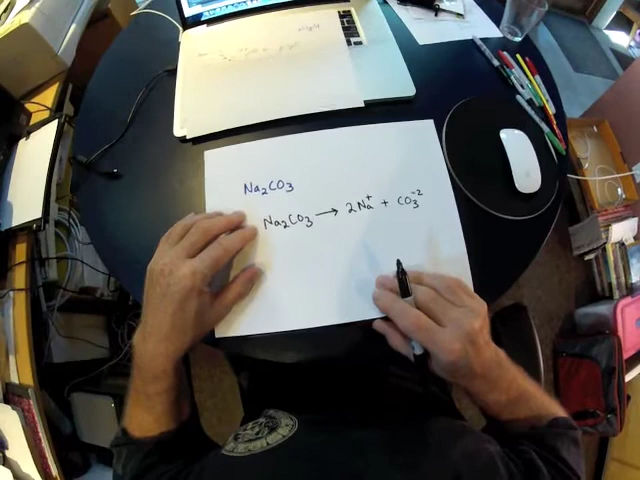 Na₂CO₃
Na₂CO₃ → 2Na⁺ + CO₃⁻²